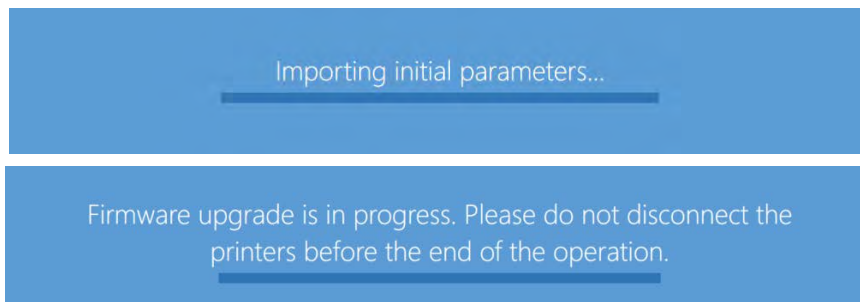 Importing initial parameters...
Firmware upgrade is in progress. Please do not disconnect the
printers before the end of the operation.